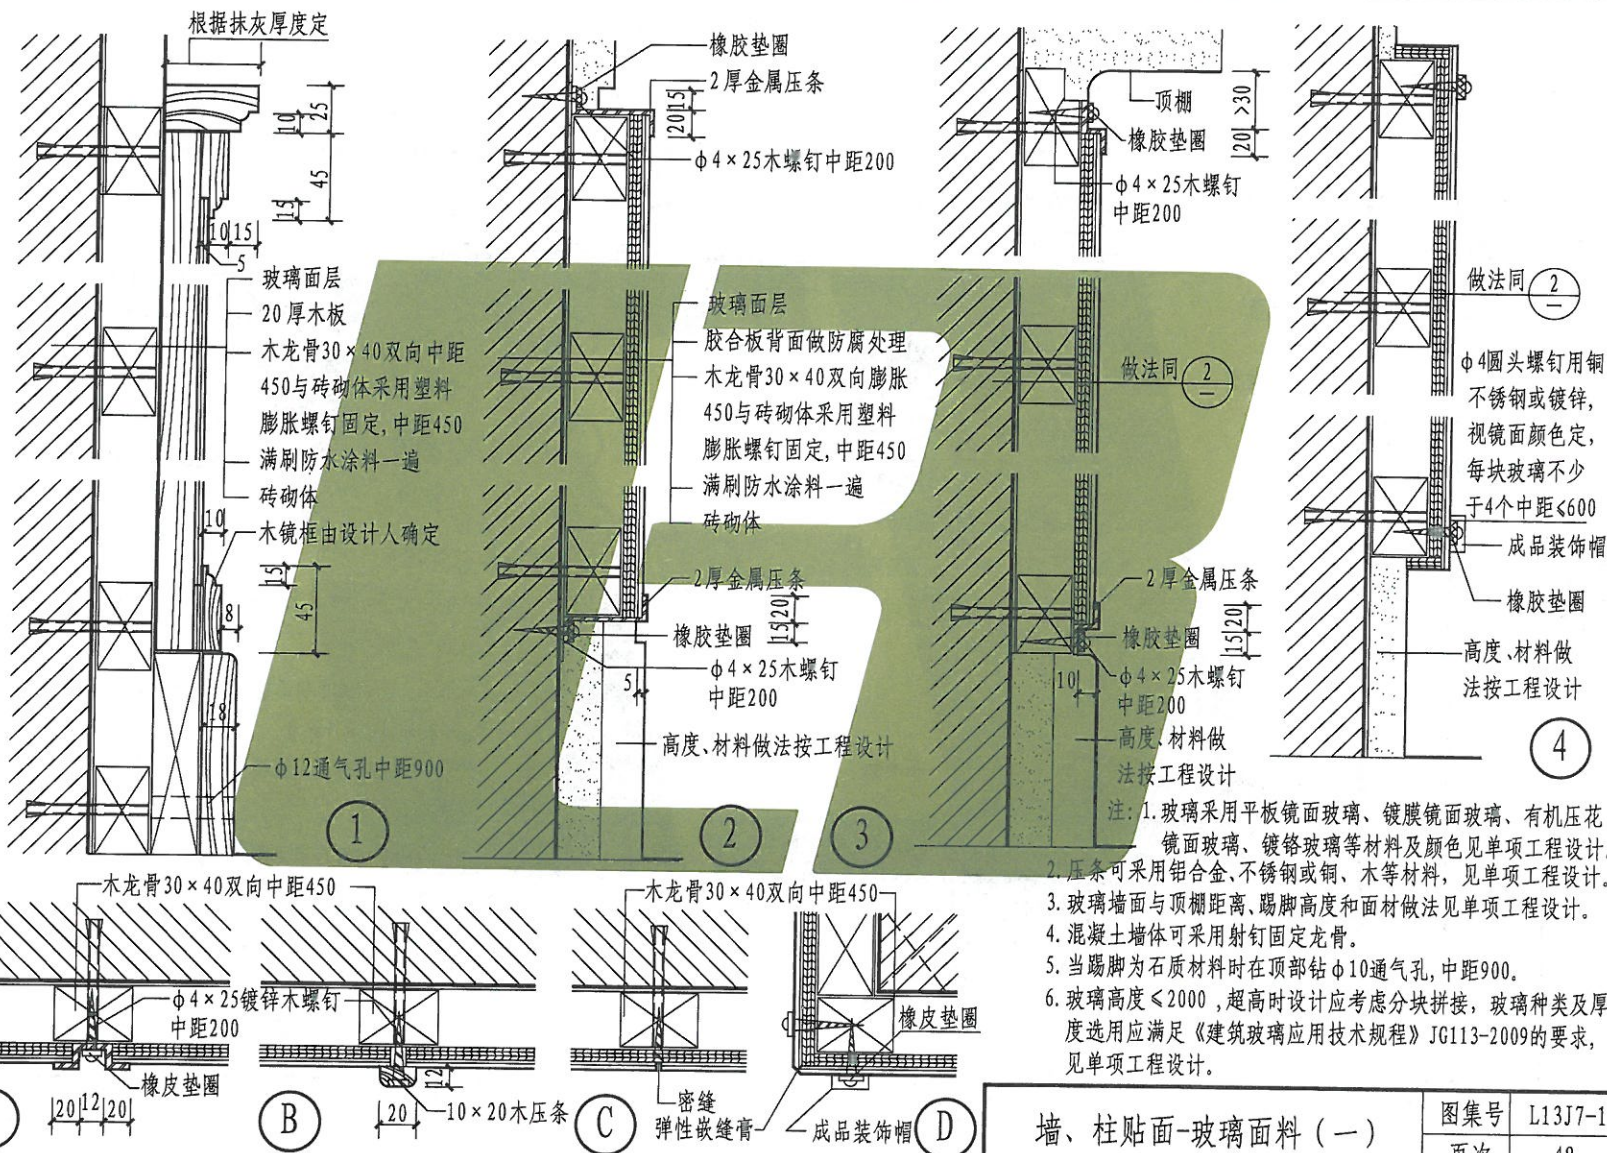 根据抹灰厚度定
25
10
45
15
10 15
5
玻璃面层
20厚木板
木龙骨30×40双向中距
450与砖砌体采用塑料
膨胀螺钉固定,中距450
满刷防水涂料一遍
砖砌体
10
木镜框由设计人确定
15
45
8
18
φ12通气孔中距900
1
橡胶垫圈
2厚金属压条
15
20
φ4×25木螺钉中距200
玻璃面层
胶合板背面做防腐处理
木龙骨30×40双向膨胀
450与砖砌体采用塑料
膨胀螺钉固定,中距450
满刷防水涂料一遍
砖砌体
2厚金属压条
20
15
橡胶垫圈
φ4×25木螺钉
中距200
5
高度、材料做法按工程设计
2
顶棚
>30
20
橡胶垫圈
φ4×25木螺钉
中距200
做法同 2
—
2厚金属压条
20
15
橡胶垫圈
φ4×25木螺钉
中距200
10
高度、材料做
法按工程设计
3
做法同 2
—
φ4圆头螺钉用铜
不锈钢或镀锌,
视镜面颜色定,
每块玻璃不少
于4个中距≤600
成品装饰帽
橡胶垫圈
高度、材料做
法按工程设计
4
注: 1.玻璃采用平板镜面玻璃、镀膜镜面玻璃、有机压花
镜面玻璃、镀铬玻璃等材料及颜色见单项工程设计.
2.压条可采用铝合金、不锈钢或铜、木等材料, 见单项工程设计。
3.玻璃墙面与顶棚距离、踢脚高度和面材做法见单项工程设计。
4.混凝土墙体可采用射钉固定龙骨。
5.当踢脚为石质材料时在顶部钻φ10通气孔,中距900。
6.玻璃高度≤2000 ,超高时设计应考虑分块拼接, 玻璃种类及厚
度选用应满足《建筑玻璃应用技术规程》JG113-2009的要求,
见单项工程设计。
木龙骨30×40双向中距450
φ4×25镀锌木螺钉
中距200
橡皮垫圈
20 12 20
12
20
10×20木压条
B
木龙骨30×40双向中距450
密缝
弹性嵌缝膏
C
橡皮垫圈
成品装饰帽
D
墙、柱贴面-玻璃面料(一)
图集号 L13J7-1